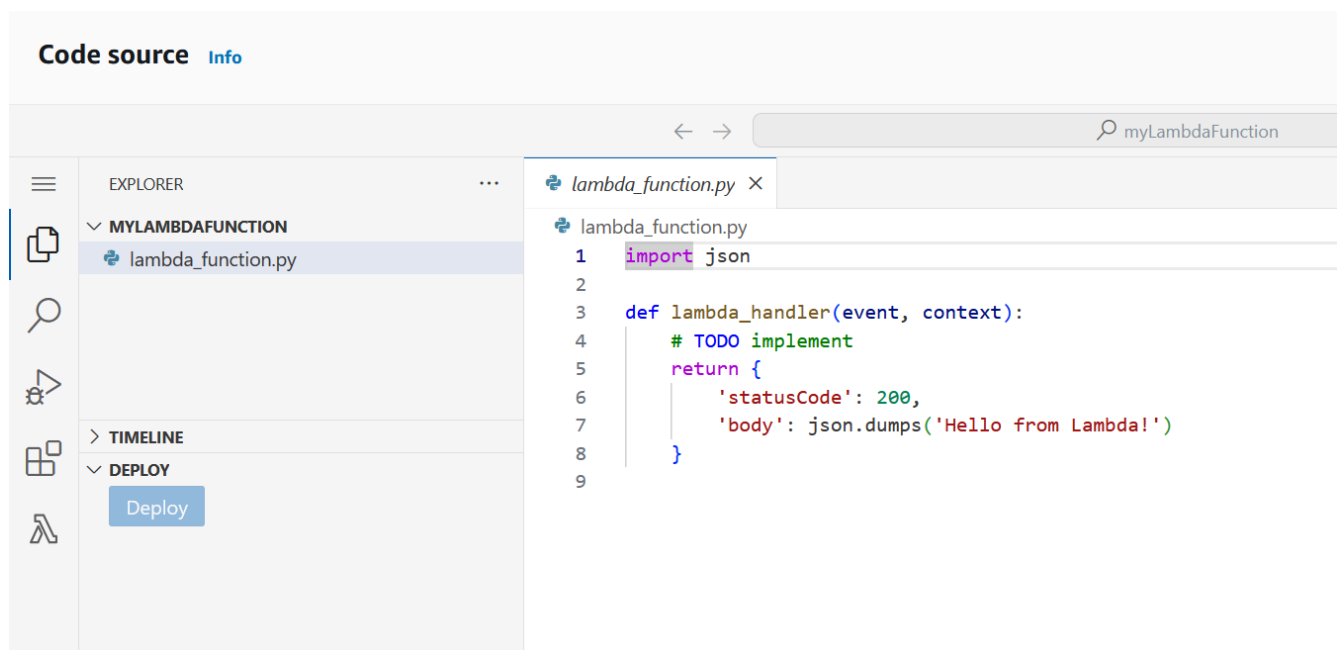 Code source Info
myLambdaFunction
EXPLORER ...
MYLAMBDAFUNCTION
lambda_function.py
TIMELINE
DEPLOY
Deploy
lambda_function.py
lambda_function.py
1 import json
2
3 def lambda_handler(event, context):
4     # TODO implement
5     return {
6         'statusCode': 200,
7         'body': json.dumps('Hello from Lambda!')
8     }
9